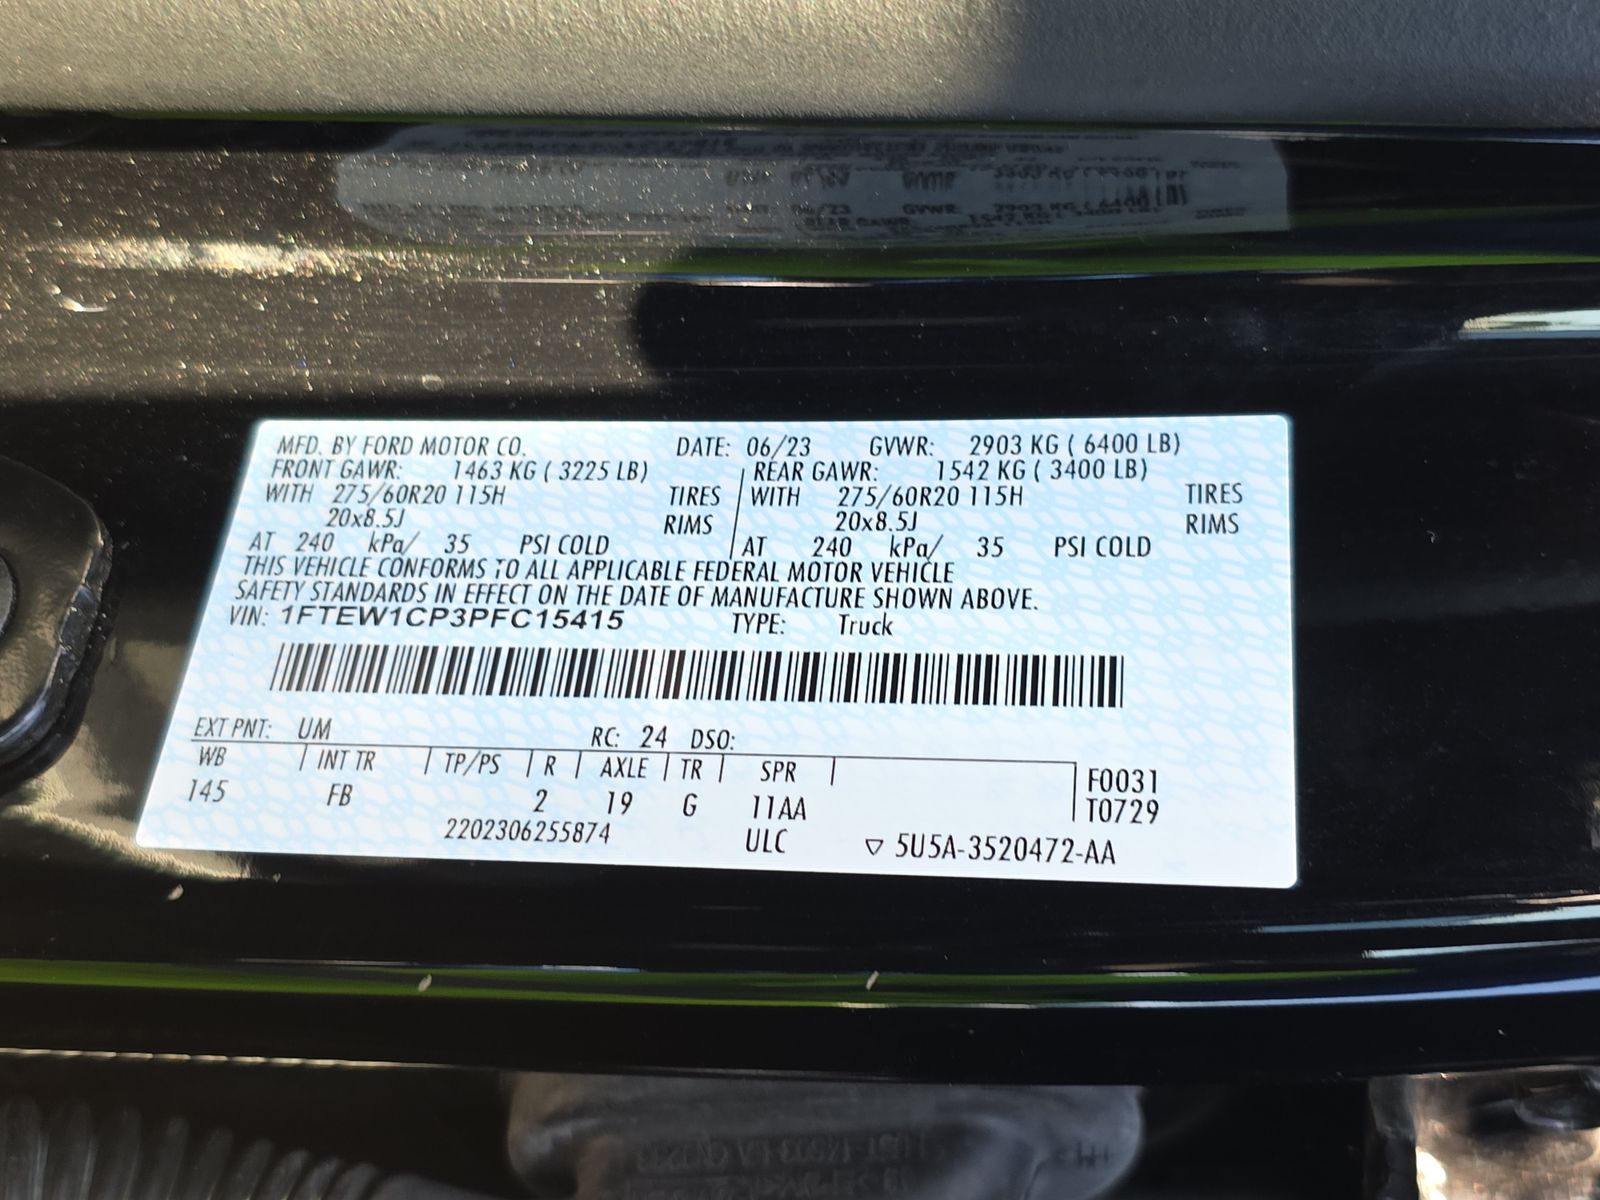 MFD. BY FORD MOTOR CO. DATE: 06/23 GVWR: 2903 KG ( 6400 LB)
FRONT GAWR: 1463 KG ( 3225 LB) REAR GAWR: 1542 KG ( 3400 LB)
WITH 275/60R20 115H TIRES WITH 275/60R20 115H TIRES
20x8.5J RIMS 20x8.5J RIMS
AT 240 kPa/ 35 PSI COLD AT 240 kPa/ 35 PSI COLD
THIS VEHICLE CONFORMS TO ALL APPLICABLE FEDERAL MOTOR VEHICLE
SAFETY STANDARDS IN EFFECT ON THE DATE OF MANUFACTURE SHOWN ABOVE.
VIN: 1FTEW1CP3PFC15415 TYPE: Truck
EXT PNT: UM RC: 24 DSO:
WB INT TR TP/PS R AXLE TR SPR F0031
145 FB 2 19 G 11AA T0729
2202306255874 ULC ▽ 5U5A-3520472-AA